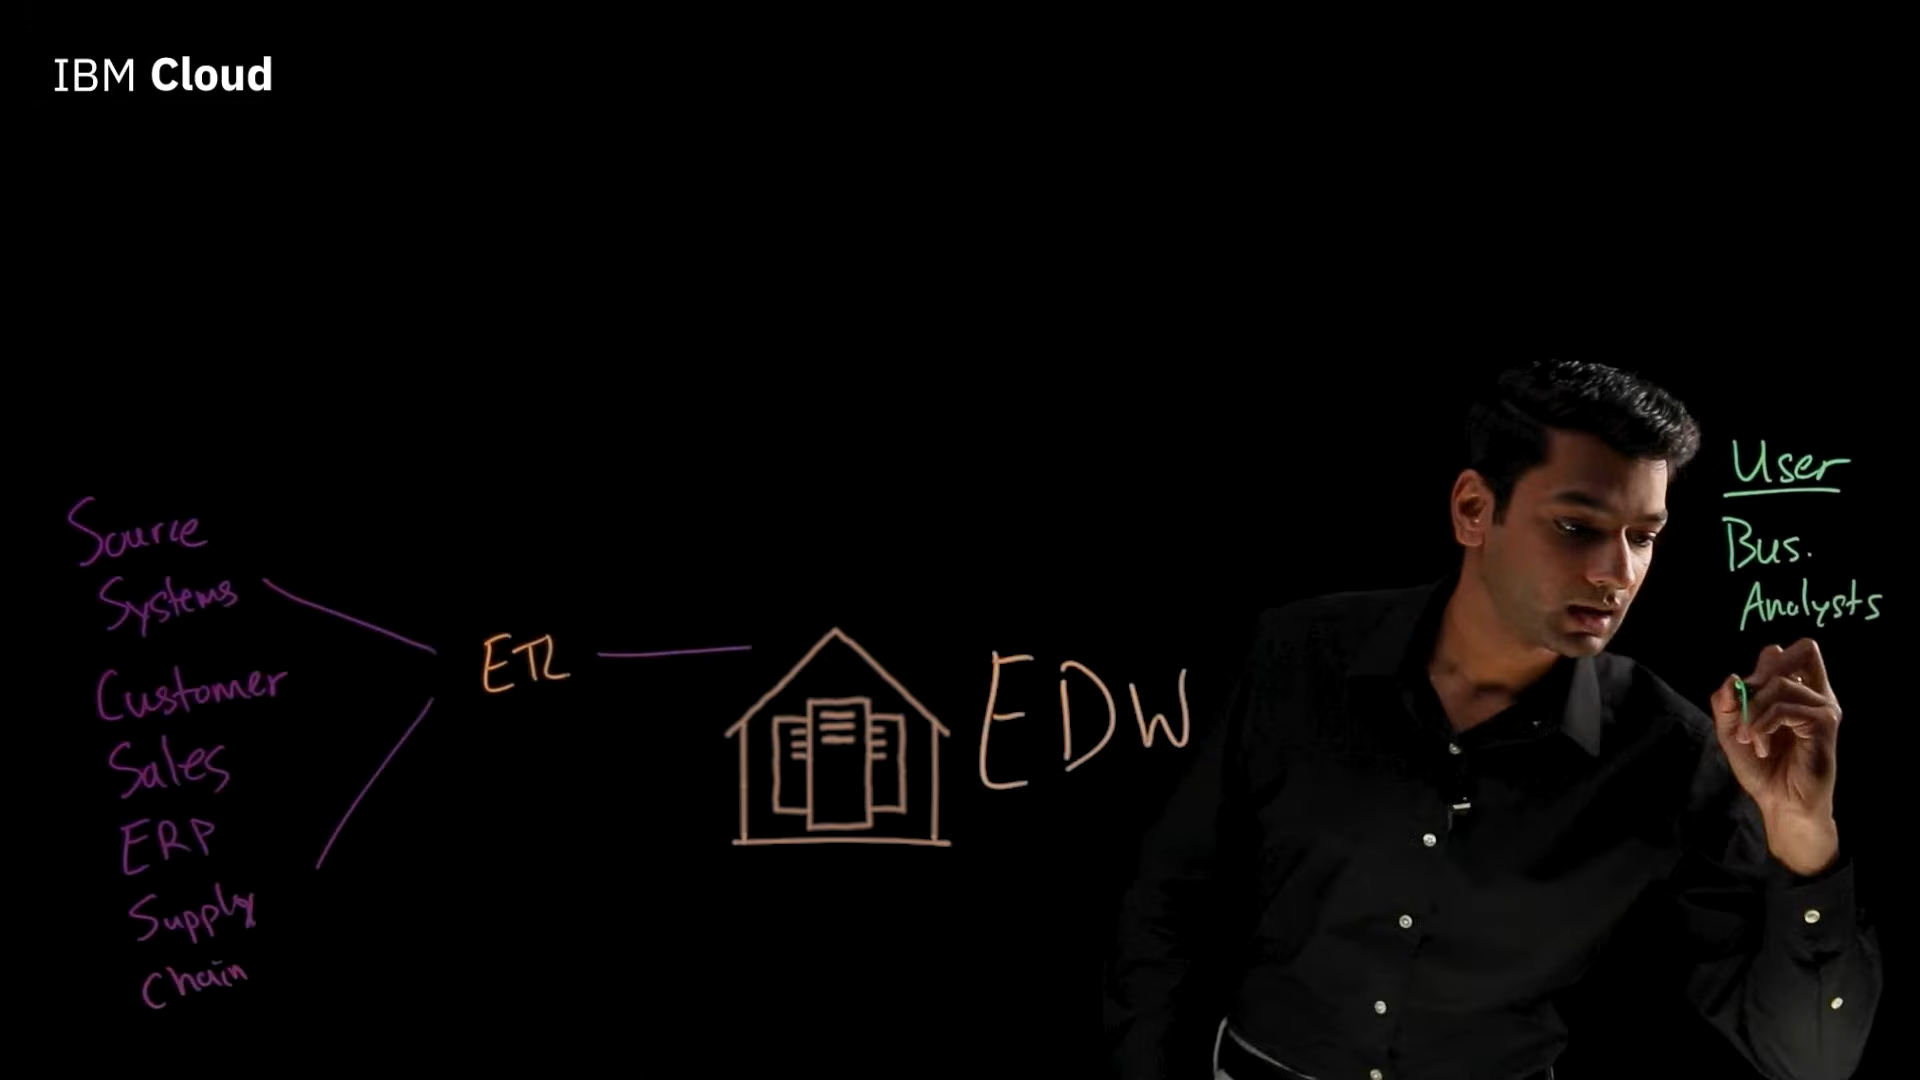 IBM Cloud
Source
Systems
Customer
Sales
ERP
Supply
Chain
ETL
EDW
User
Bus.
Analysts